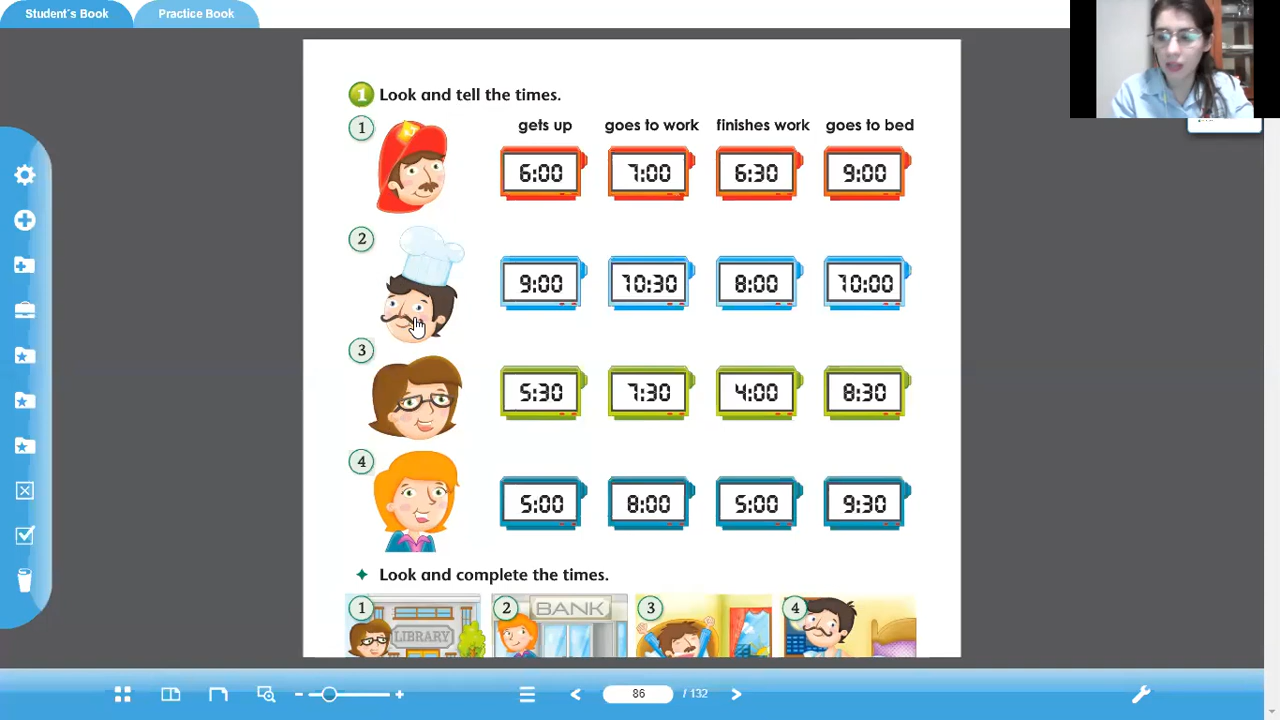 Student's Book Practice Book
1 Look and tell the times.
gets up goes to work finishes work goes to bed
1
6:00 7:00 6:30 9:00
2
9:00 10:30 8:00 10:00
3
5:30 7:30 4:00 8:30
4
5:00 8:00 5:00 9:30
Look and complete the times.
1 2 3 4
LIBRARY BANK
86 / 132